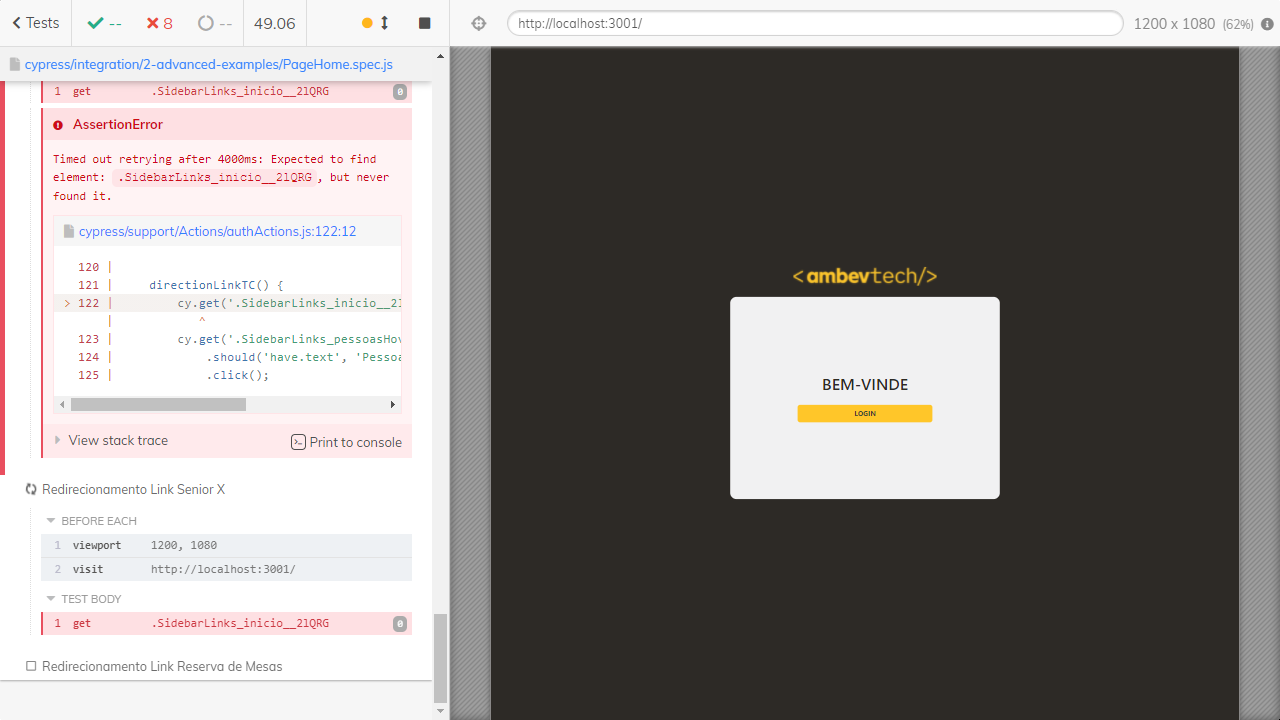 Tests
--
8
--
49.06
http://localhost:3001/
1200 x 1080 (62%)
cypress/integration/2-advanced-examples/PageHome.spec.js
1 get .SidebarLinks_inicio__2lQRG 0
AssertionError
Timed out retrying after 4000ms: Expected to find
element: .SidebarLinks_inicio__2lQRG, but never
found it.
cypress/support/Actions/authActions.js:122:12
120 |
121 | directionLinkTC() {
> 122 | cy.get('.SidebarLinks_inicio__2l
| ^
123 | cy.get('.SidebarLinks_pessoasHov
124 | .should('have.text', 'Pessoa
125 | .click();
View stack trace
Print to console
Redirecionamento Link Senior X
BEFORE EACH
1 viewport 1200, 1080
2 visit http://localhost:3001/
TEST BODY
1 get .SidebarLinks_inicio__2lQRG 0
Redirecionamento Link Reserva de Mesas
<ambevtech/>
BEM-VINDE
LOGIN